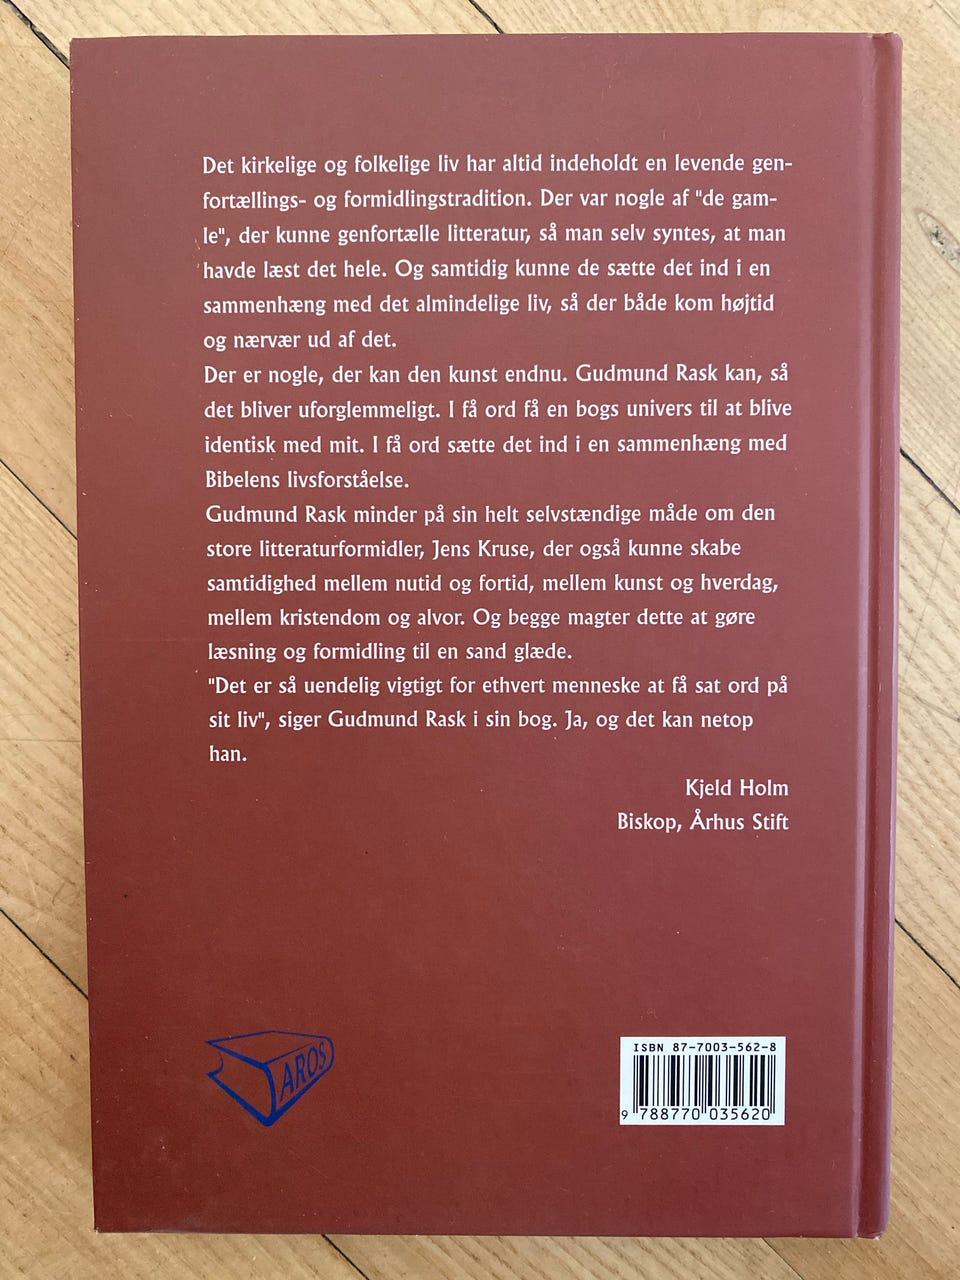 Det kirkelige og folkelige liv har altid indeholdt en levende gen-
fortællings- og formidlingstradition. Der var nogle af "de gam-
le", der kunne genfortælle litteratur, så man selv syntes, at man
havde læst det hele. Og samtidig kunne de sætte det ind i en
sammenhæng med det almindelige liv, så der både kom højtid
og nærvær ud af det.
Der er nogle, der kan den kunst endnu. Gudmund Rask kan, så
det bliver uforglemmeligt. I få ord få en bogs univers til at blive
identisk med mit. I få ord sætte det ind i en sammenhæng med
Bibelens livsforståelse.
Gudmund Rask minder på sin helt selvstændige måde om den
store litteraturformidler, Jens Kruse, der også kunne skabe
samtidighed mellem nutid og fortid, mellem kunst og hverdag,
mellem kristendom og alvor. Og begge magter dette at gøre
læsning og formidling til en sand glæde.
"Det er så uendelig vigtigt for ethvert menneske at få sat ord på
sit liv", siger Gudmund Rask i sin bog. Ja, og det kan netop
han.
Kjeld Holm
Biskop, Århus Stift
AROS
ISBN 87-7003-562-8
9 788770 035620